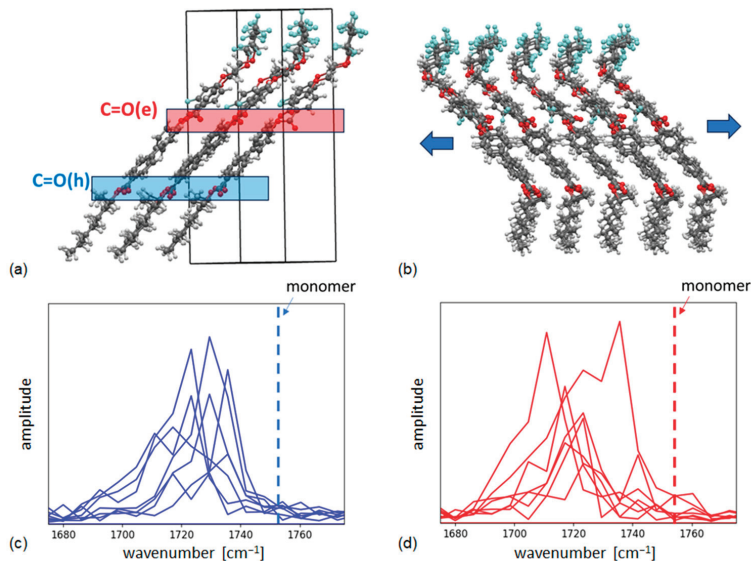 C=O(e)
C=O(h)
(a)
(b)
monomer
amplitude
1680 1700 1720 1740 1760
wavenumber [cm⁻¹]
(c)
monomer
amplitude
1680 1700 1720 1740 1760
wavenumber [cm⁻¹]
(d)